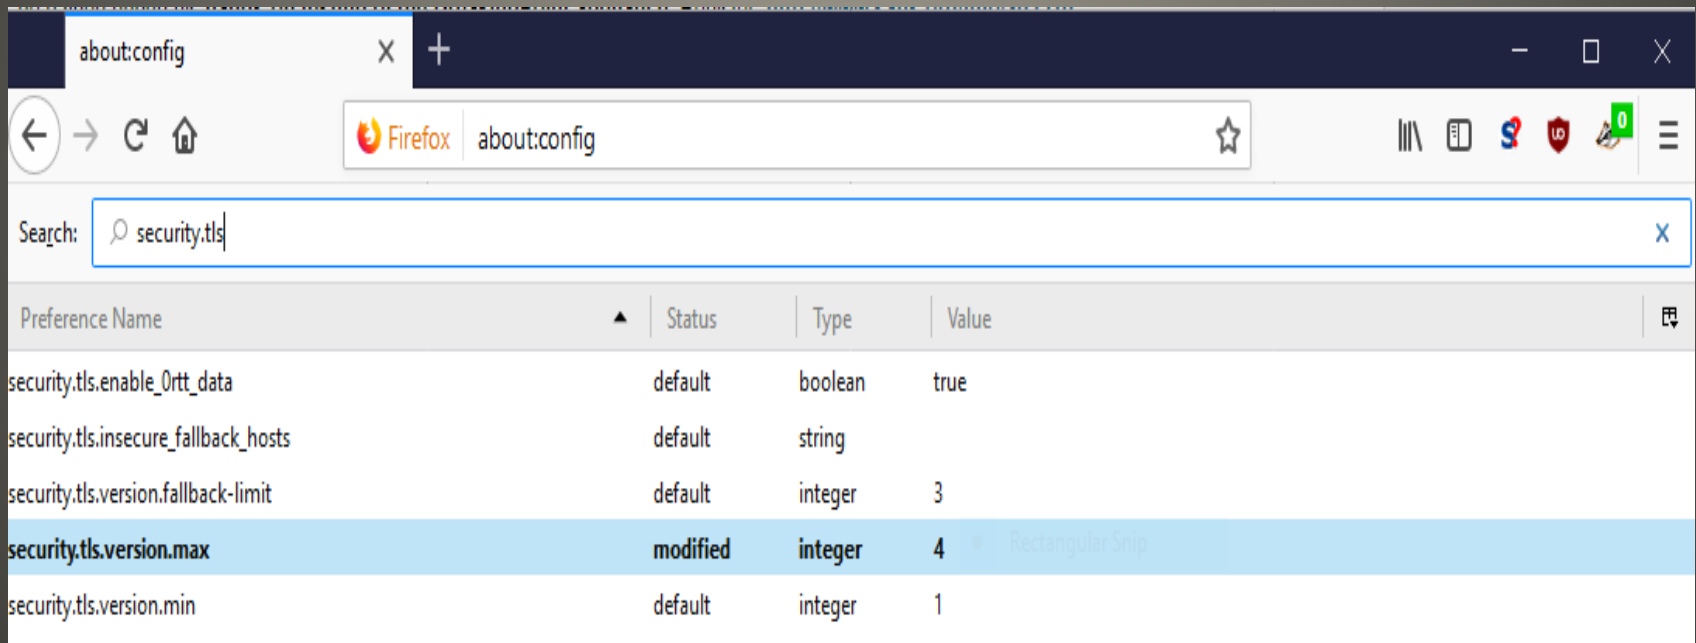 about:config
Firefox about:config
0
Search: security.tls
Preference Name Status Type Value
security.tls.enable_0rtt_data default boolean true
security.tls.insecure_fallback_hosts default string
security.tls.version.fallback-limit default integer 3
security.tls.version.max modified integer 4 Rectangular Snip
security.tls.version.min default integer 1